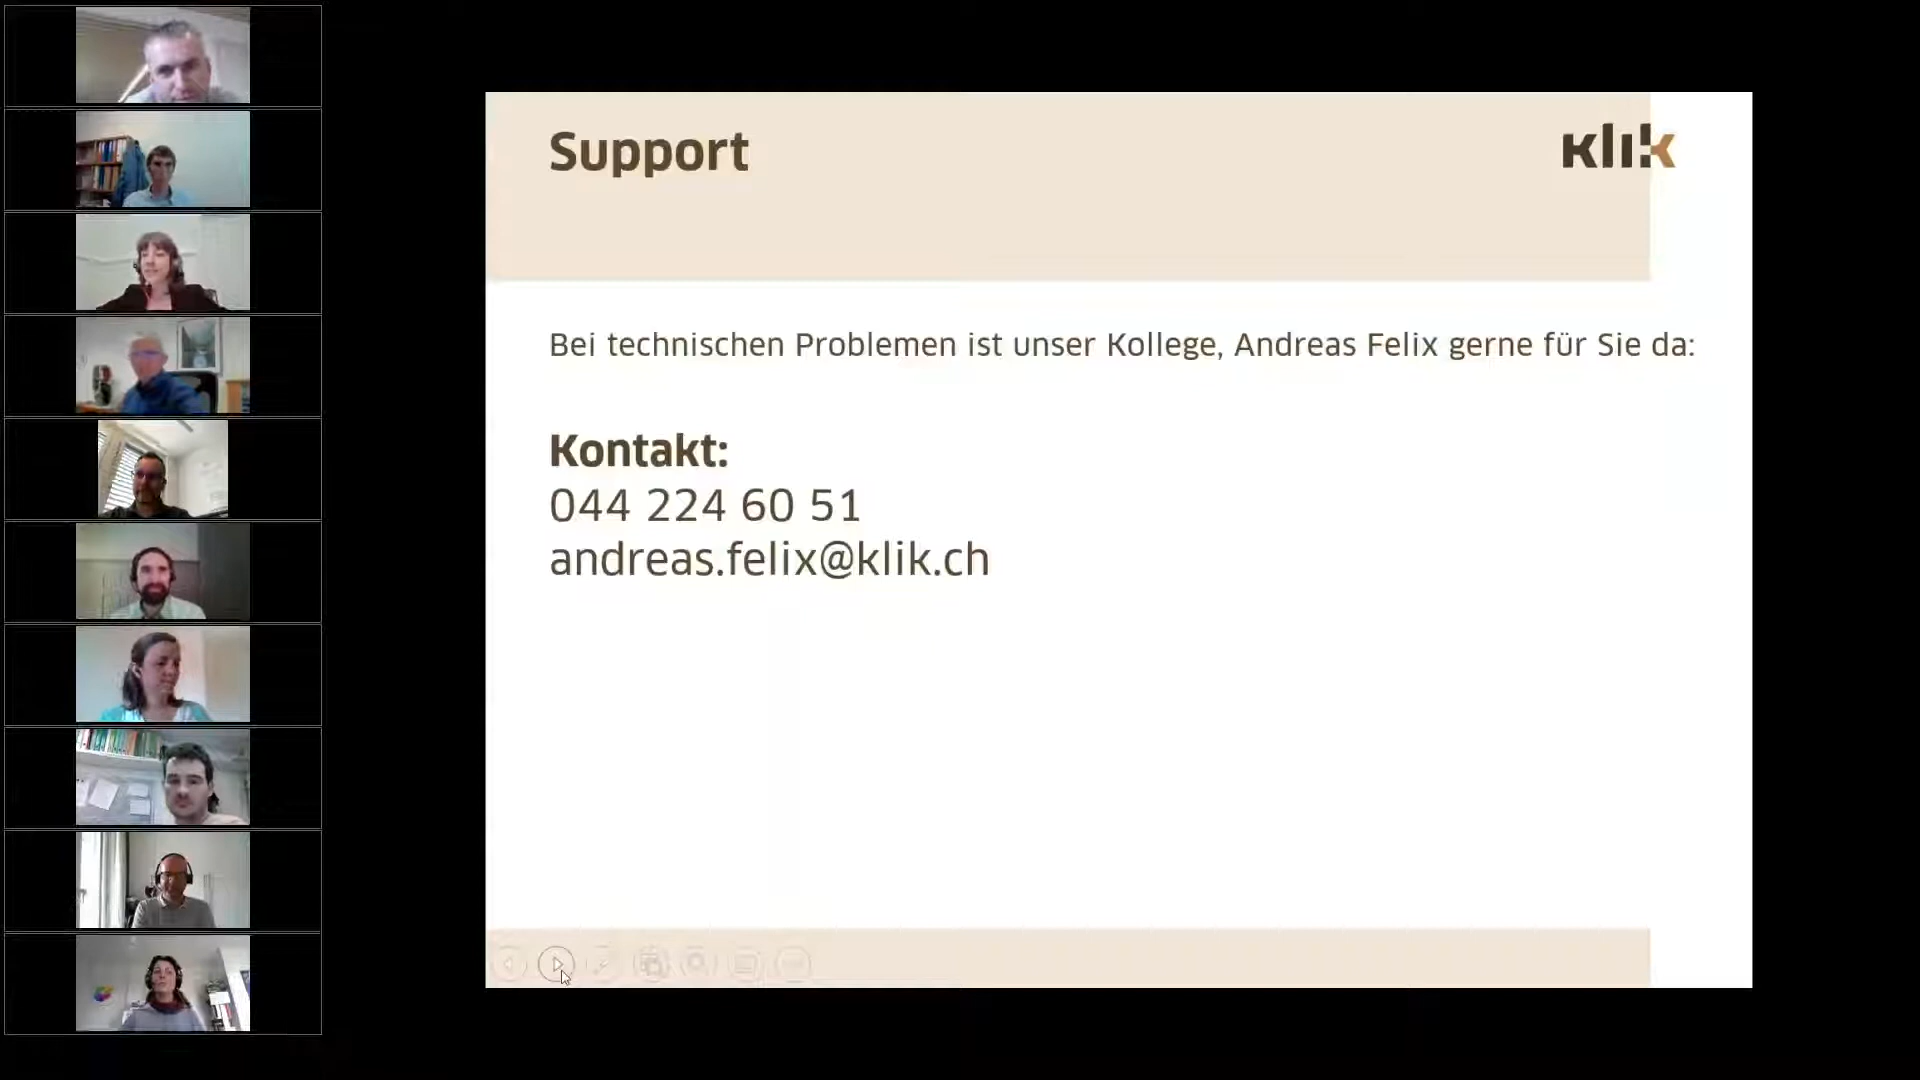 Support
klik
Bei technischen Problemen ist unser Kollege, Andreas Felix gerne für Sie da:
Kontakt:
044 224 60 51
andreas.felix@klik.ch